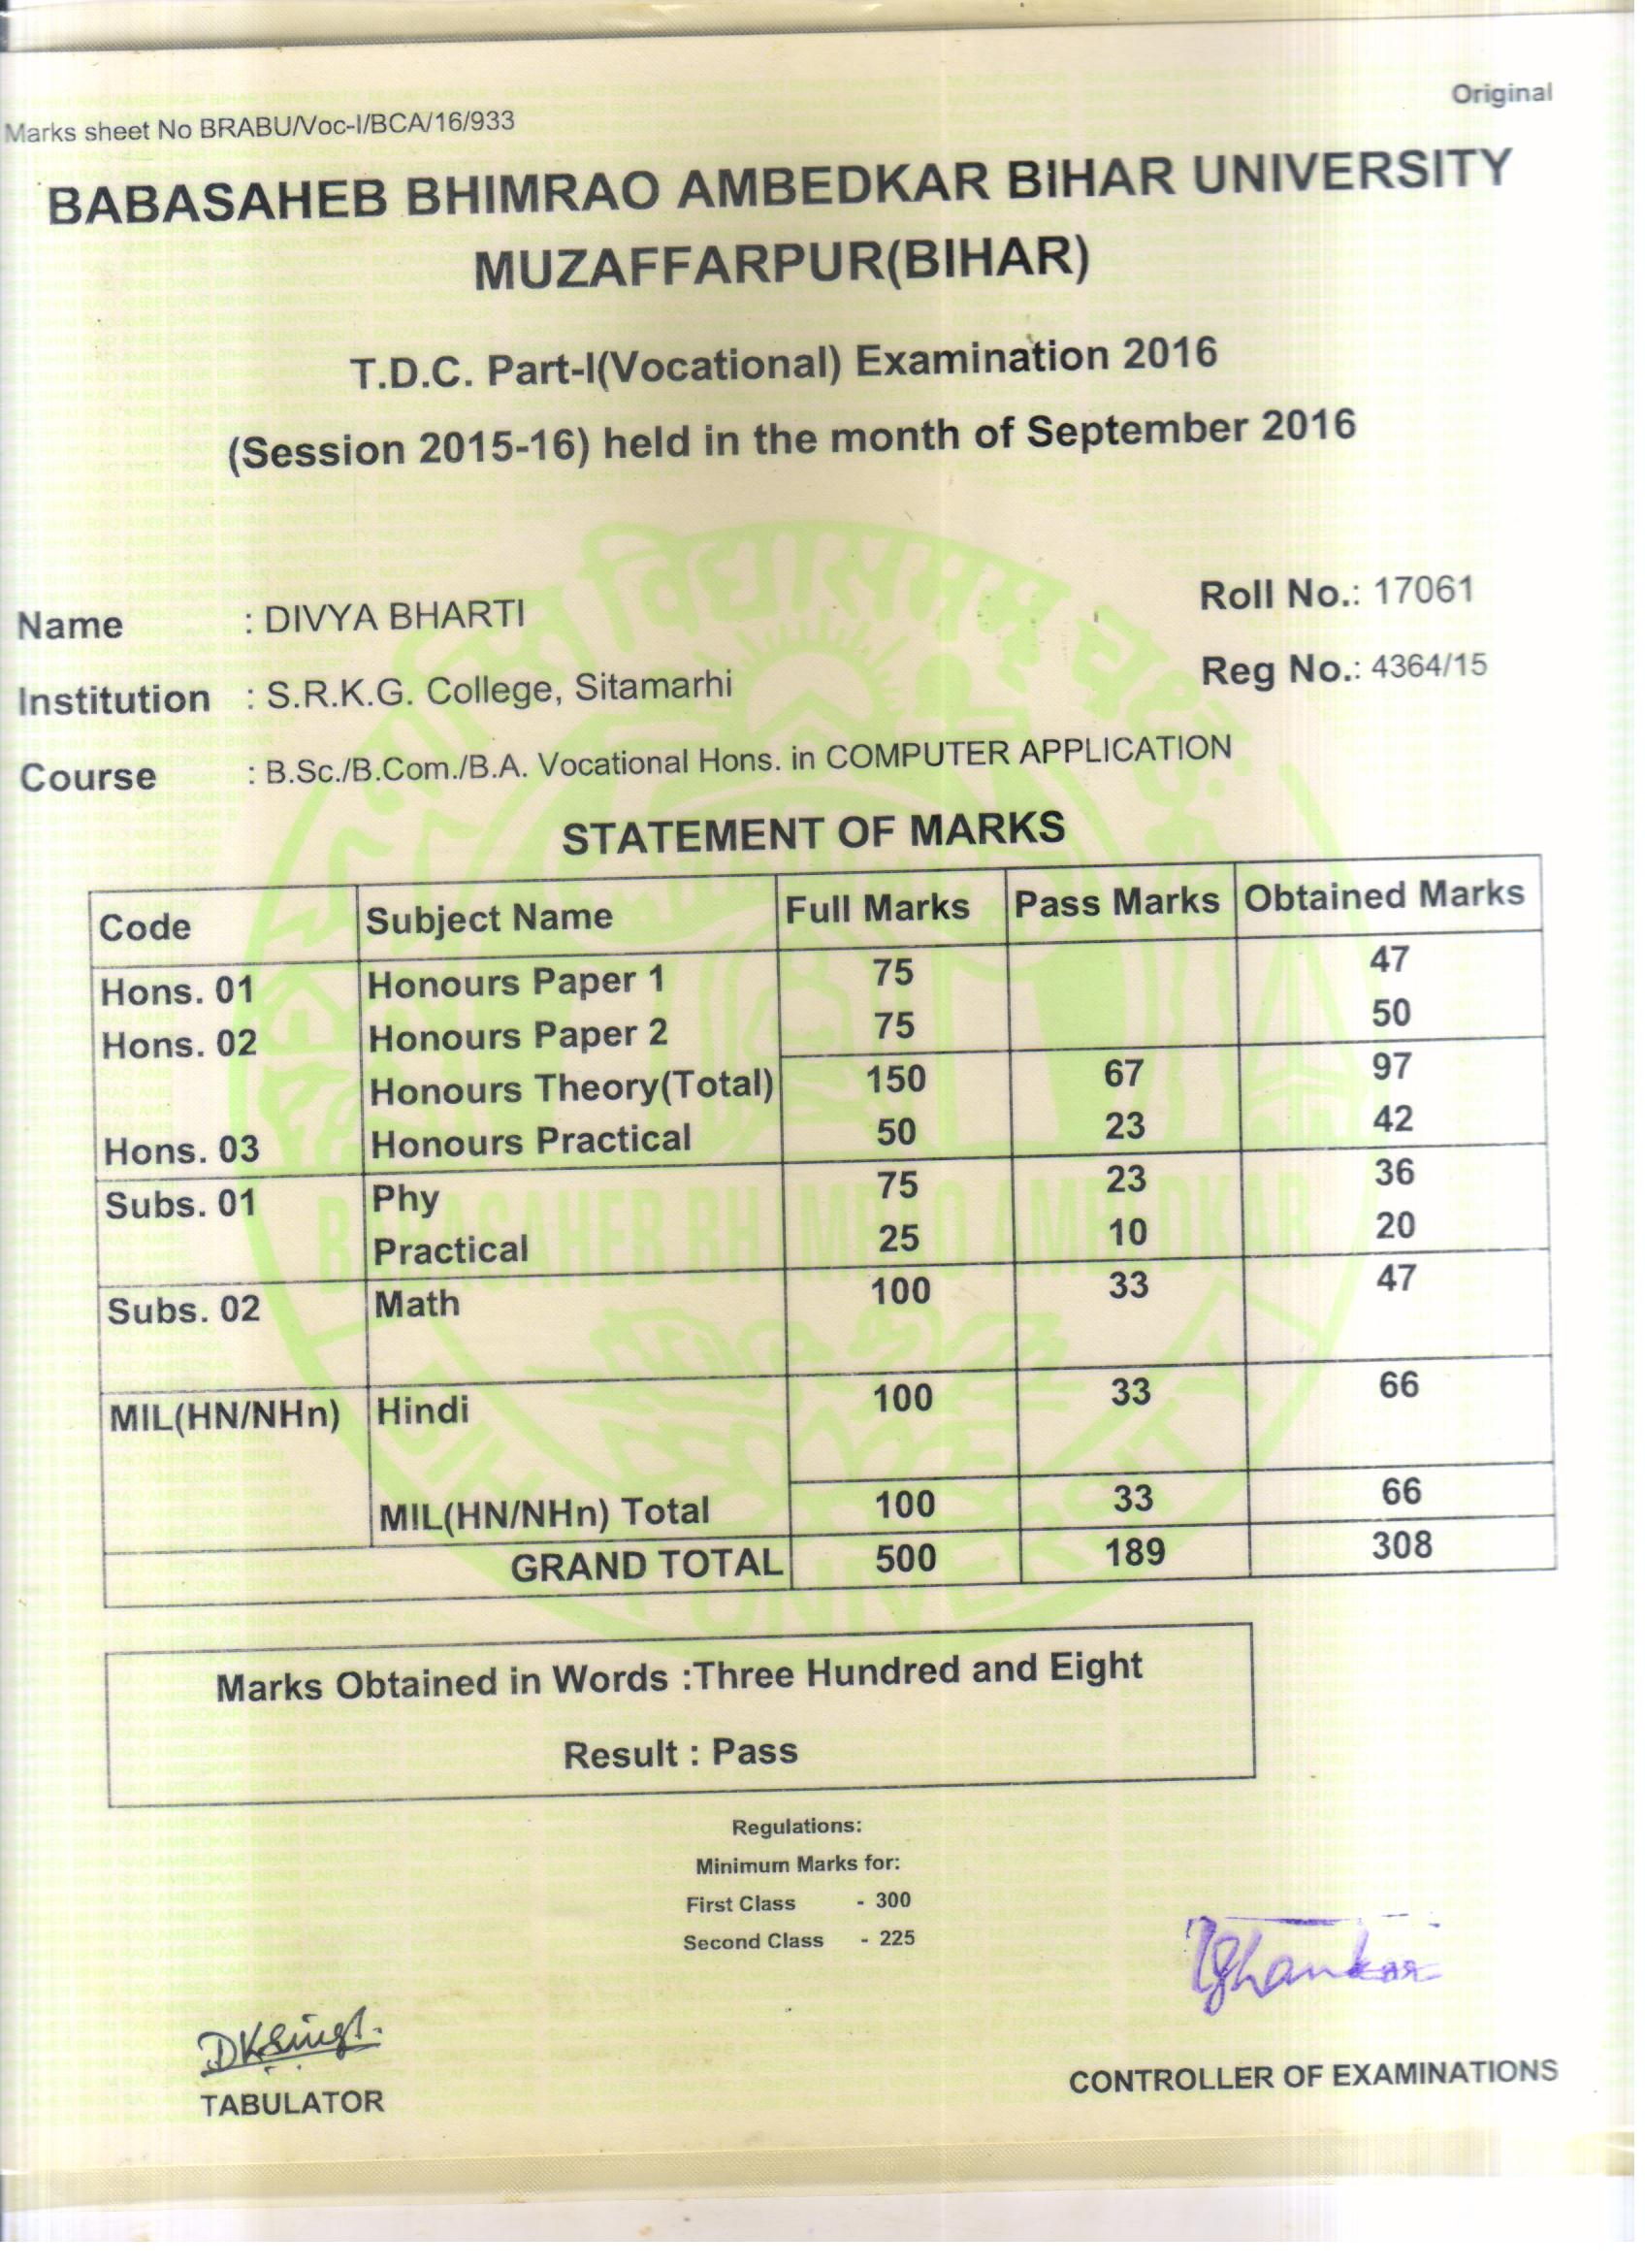 Original
Marks sheet No BRABU/Voc-I/BCA/16/933
BABASAHEB BHIMRAO AMBEDKAR BIHAR UNIVERSITY
MUZAFFARPUR(BIHAR)
T.D.C. Part-I(Vocational) Examination 2016
(Session 2015-16) held in the month of September 2016
Name : DIVYA BHARTI Roll No.: 17061
Institution : S.R.K.G. College, Sitamarhi Reg No.: 4364/15
Course : B.Sc./B.Com./B.A. Vocational Hons. in COMPUTER APPLICATION
STATEMENT OF MARKS
Code Subject Name Full Marks Pass Marks Obtained Marks
Hons. 01 Honours Paper 1 75 47
Hons. 02 Honours Paper 2 75 50
Honours Theory(Total) 150 67 97
Hons. 03 Honours Practical 50 23 42
Subs. 01 Phy 75 23 36
Practical 25 10 20
Subs. 02 Math 100 33 47
MIL(HN/NHn) Hindi 100 33 66
MIL(HN/NHn) Total 100 33 66
GRAND TOTAL 500 189 308
Marks Obtained in Words :Three Hundred and Eight
Result : Pass
Regulations:
Minimum Marks for:
First Class - 300
Second Class - 225
DKSingh.
TABULATOR
CONTROLLER OF EXAMINATIONS